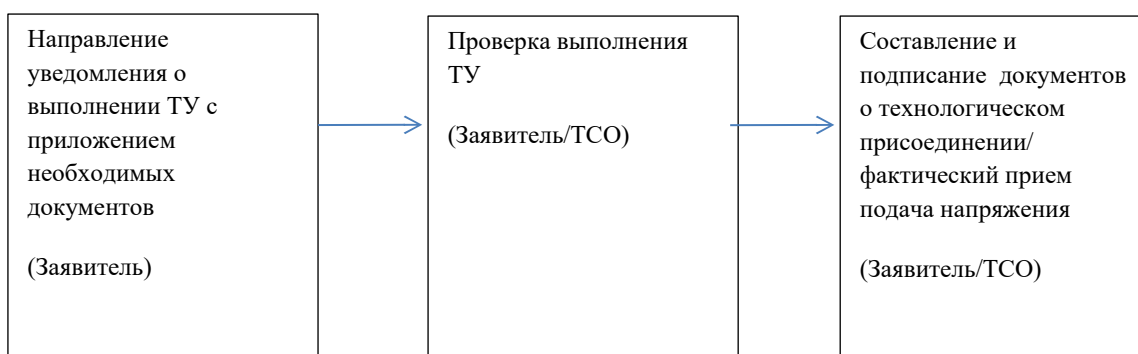 Направление
уведомления о
выполнении ТУ с
приложением
необходимых
документов
(Заявитель)
Проверка выполнения
ТУ
(Заявитель/ТСО)
Составление и
подписание  документов
о технологическом
присоединении/
фактический прием
подача напряжения
(Заявитель/ТСО)